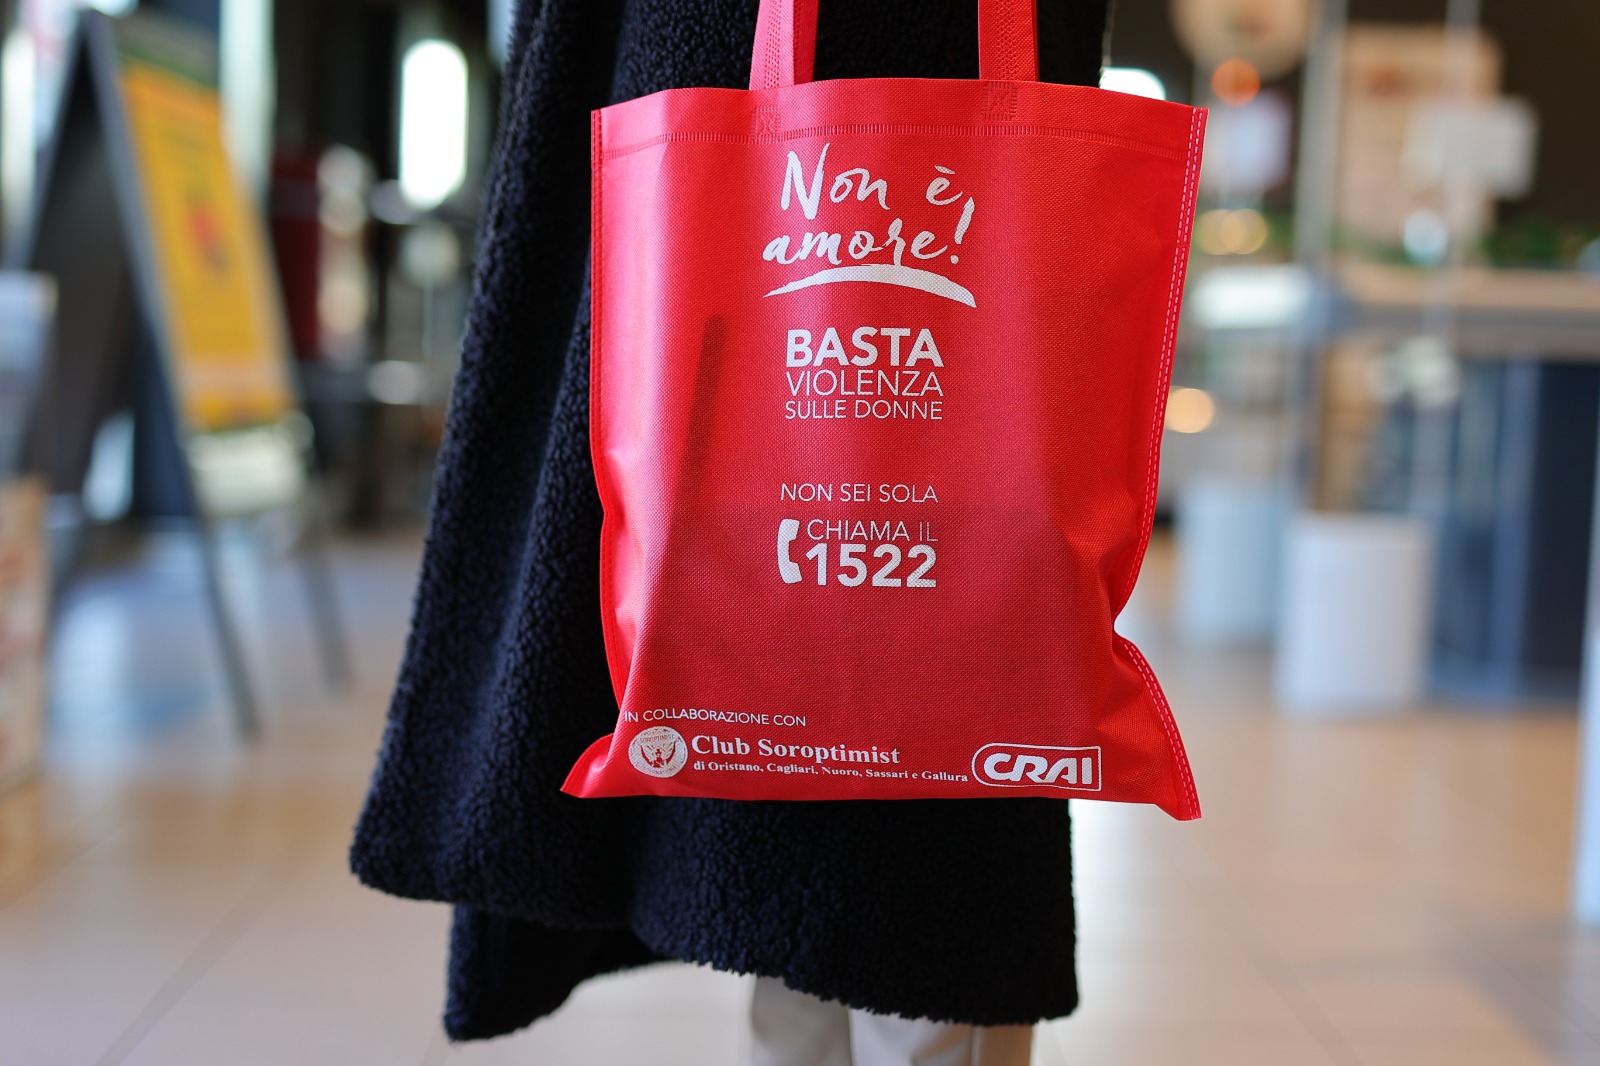 Non è
amore!
BASTA
VIOLENZA
SULLE DONNE
NON SEI SOLA
CHIAMA IL
1522
IN COLLABORAZIONE CON
Club Soroptimist
di Oristano, Cagliari, Nuoro, Sassari e Gallura
CRAI